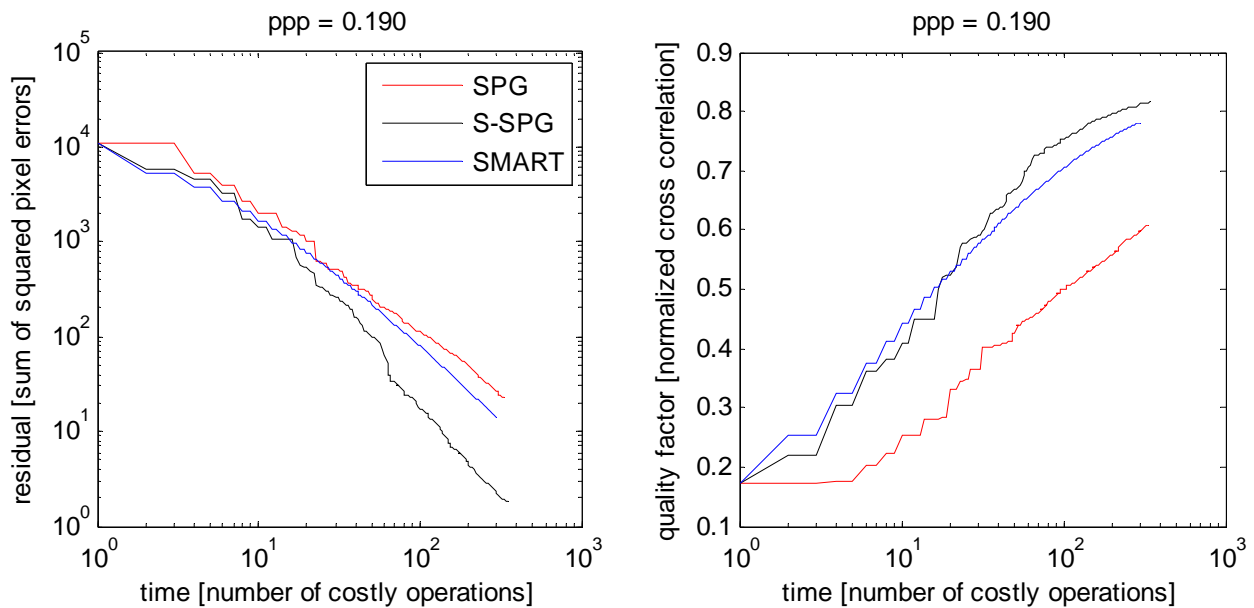 ppp = 0.190
residual [sum of squared pixel errors]
10^5
10^4
10^3
10^2
10^1
10^0
SPG
S-SPG
SMART
10^0
10^1
10^2
10^3
time [number of costly operations]
ppp = 0.190
quality factor [normalized cross correlation]
0.9
0.8
0.7
0.6
0.5
0.4
0.3
0.2
0.1
10^0
10^1
10^2
10^3
time [number of costly operations]